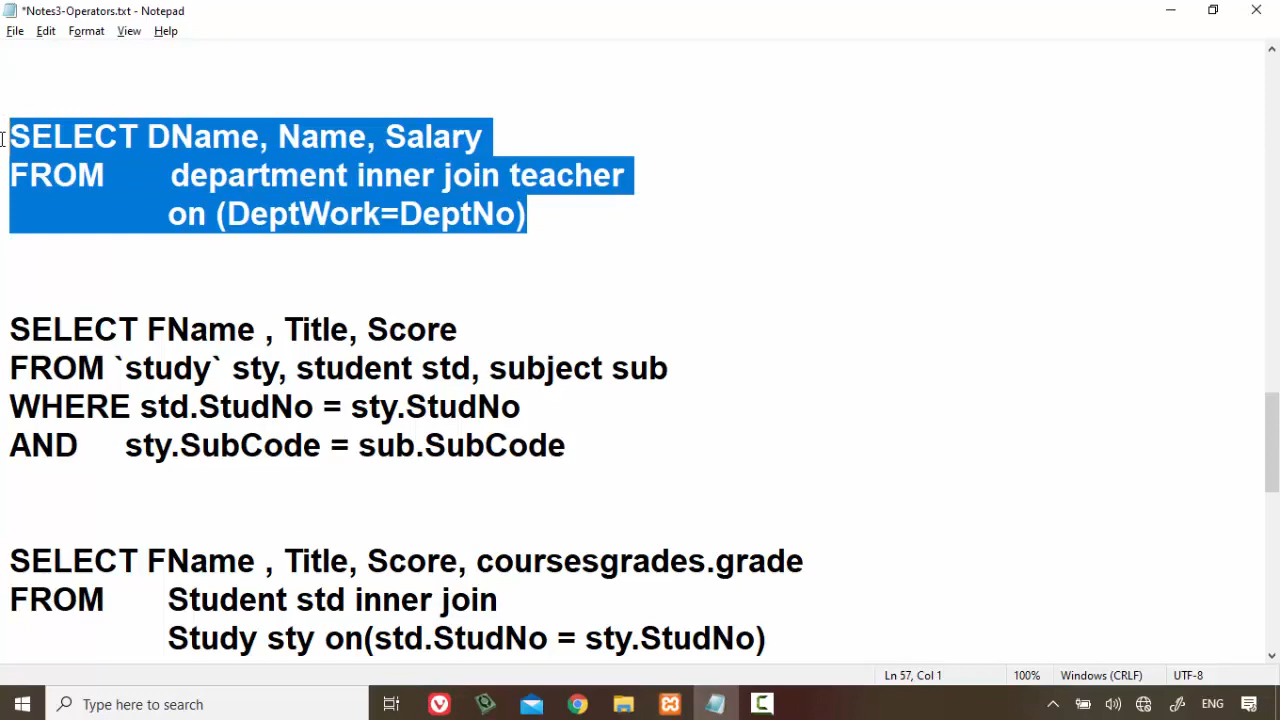 *Notes3-Operators.txt - Notepad
File Edit Format View Help
SELECT DName, Name, Salary
FROM department inner join teacher
on (DeptWork=DeptNo)
SELECT FName , Title, Score
FROM `study` sty, student std, subject sub
WHERE std.StudNo = sty.StudNo
AND sty.SubCode = sub.SubCode
SELECT FName , Title, Score, coursesgrades.grade
FROM Student std inner join
Study sty on(std.StudNo = sty.StudNo)
Ln 57, Col 1 100% Windows (CRLF) UTF-8
Type here to search ENG